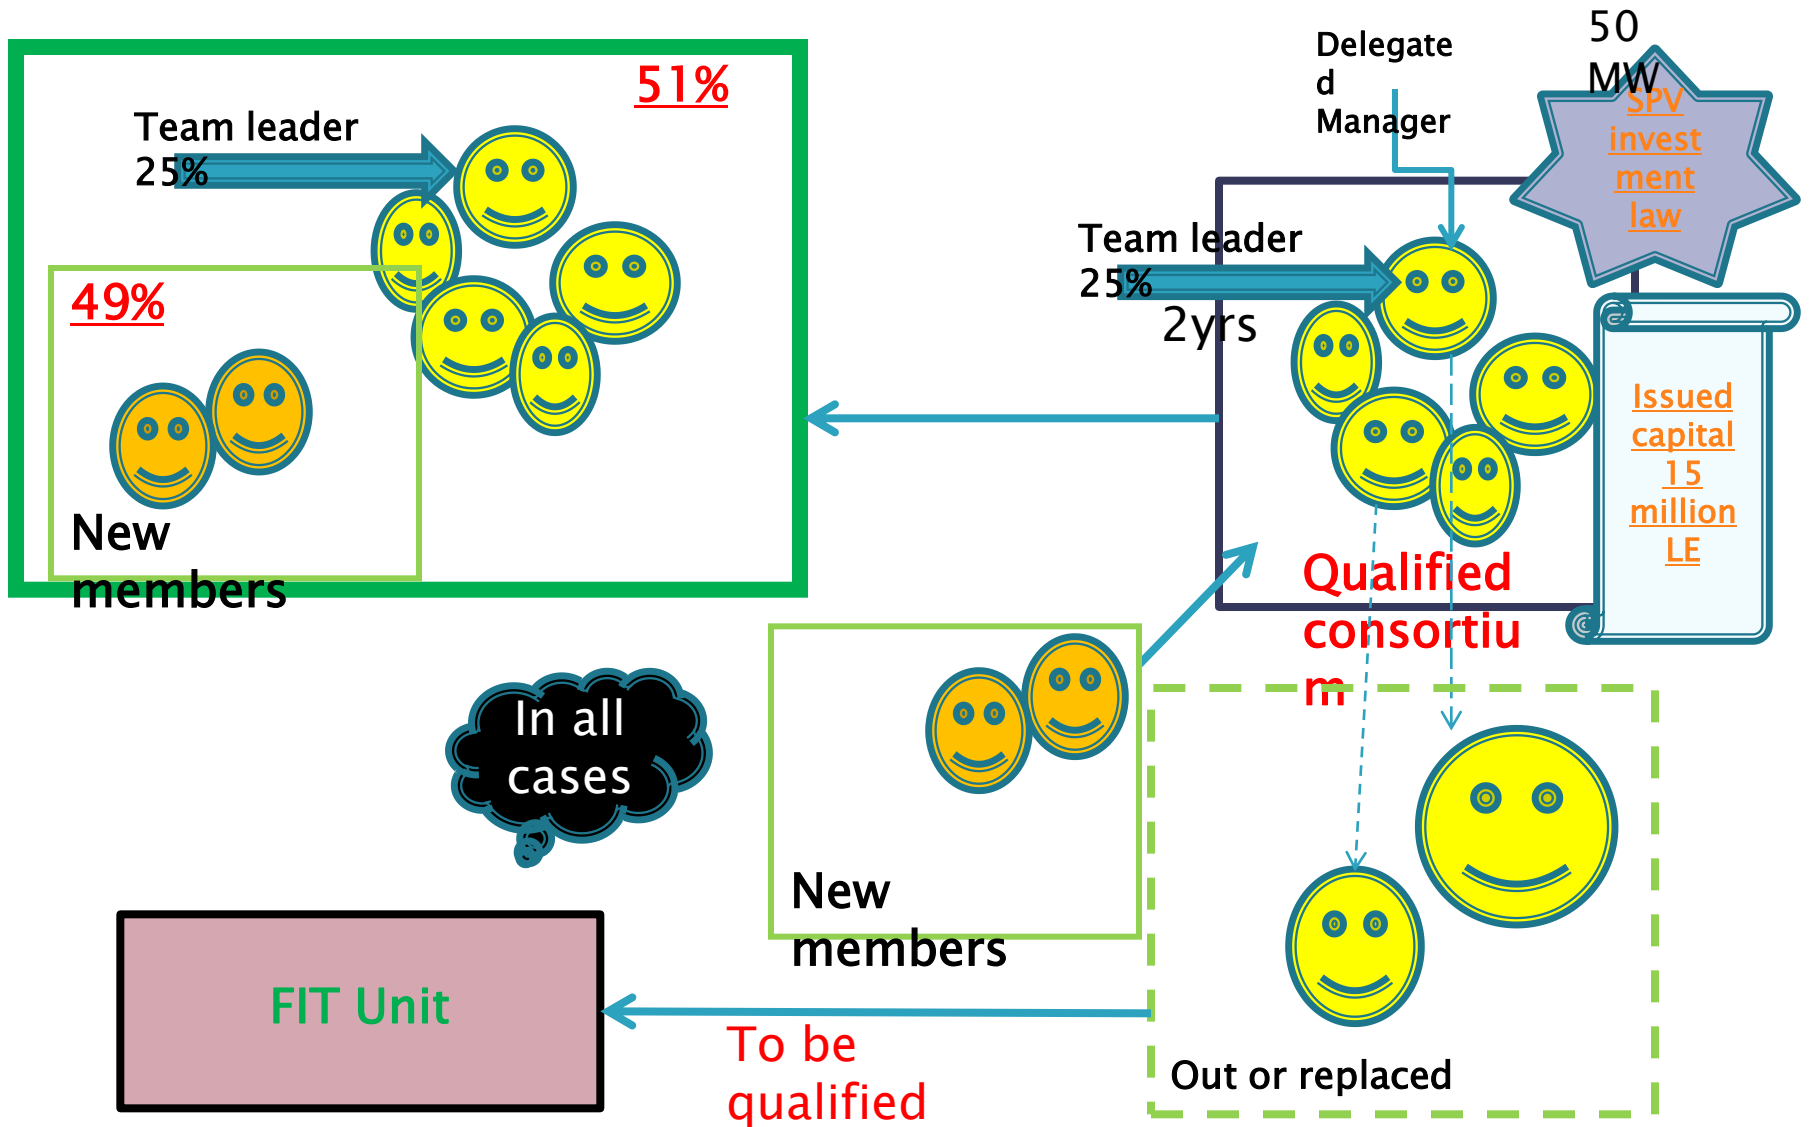 51%
Team leader
25%
49%
New
members
Delegate
d
Manager
50
MW
SPV
invest
ment
law
Team leader
25%
2yrs
Issued
capital
15
million
LE
Qualified
consortiu
m
In all
cases
New
members
FIT Unit
To be
qualified
Out or replaced